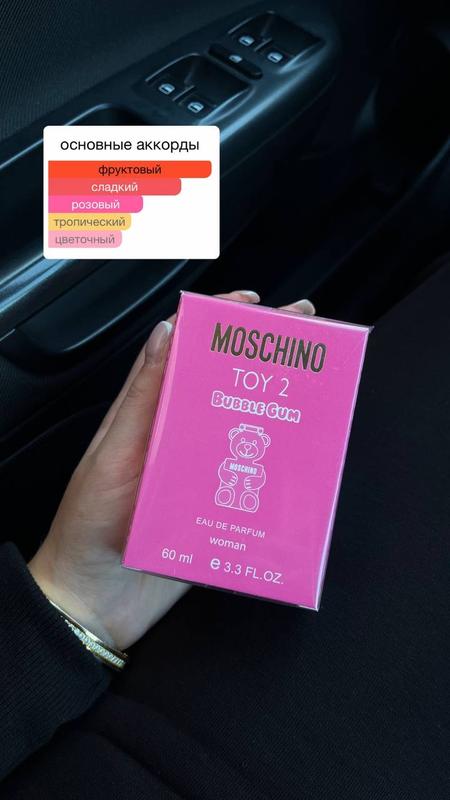 основные аккорды
фруктовый
сладкий
розовый
тропический
цветочный
MOSCHINO
TOY 2
BUBBLE GUM
MOSCHINO
EAU DE PARFUM
woman
60 ml e 3.3 FL.OZ.